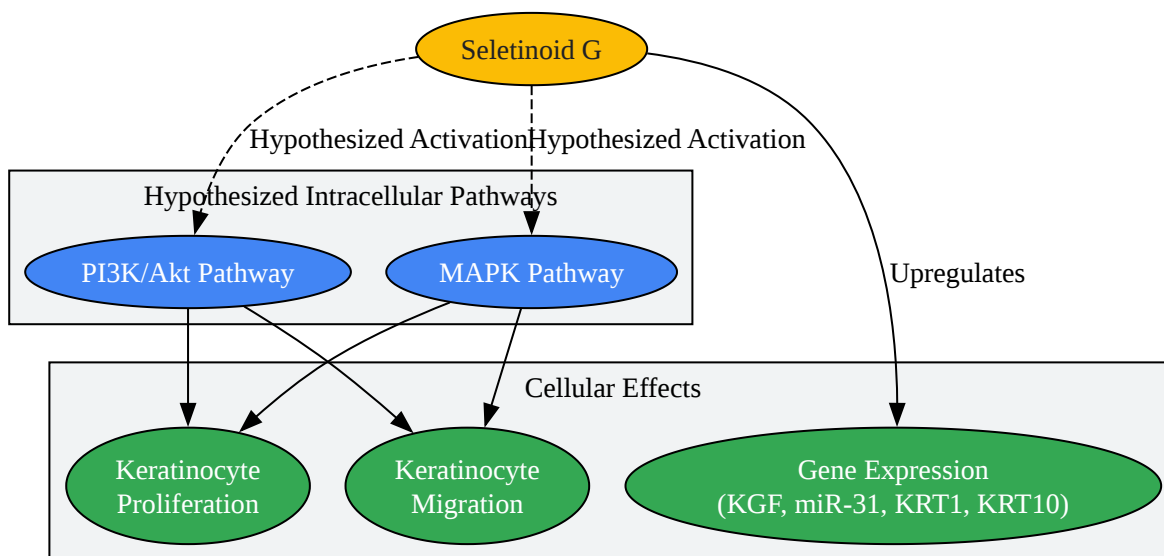 Seletinoid G
Hypothesized Activation
Hypothesized Activation
Hypothesized Intracellular Pathways
PI3K/Akt Pathway
MAPK Pathway
Upregulates
Cellular Effects
Keratinocyte
Proliferation
Keratinocyte
Migration
Gene Expression
(KGF, miR-31, KRT1, KRT10)